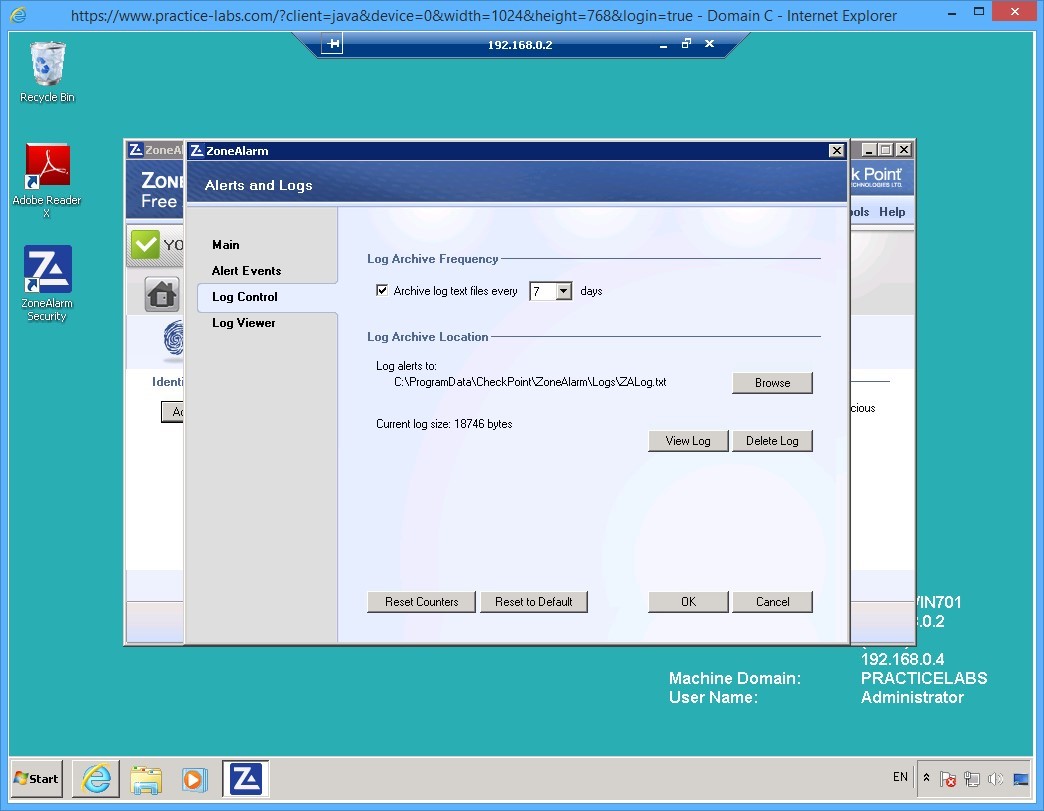 https://www.practice-labs.com/?client=java&device=0&width=1024&height=768&login=true - Domain C - Internet Explorer
192.168.0.2
Recycle Bin
Adobe Reader
X
ZoneAlarm
Security
ZoneAl
ZoneAlarm
ZONE
Free
k Point
TECHNOLOGIES LTD.
ools Help
Alerts and Logs
YO
Main
Alert Events
Log Control
Log Viewer
Log Archive Frequency
Archive log text files every 7 days
Log Archive Location
Log alerts to:
C:\ProgramData\CheckPoint\ZoneAlarm\Logs\ZALog.txt
Browse
Identi
Ac
cious
Current log size: 18746 bytes
View Log Delete Log
Reset Counters Reset to Default OK Cancel
IN701
.0.2
192.168.0.4
Machine Domain: PRACTICELABS
User Name: Administrator
Start
EN